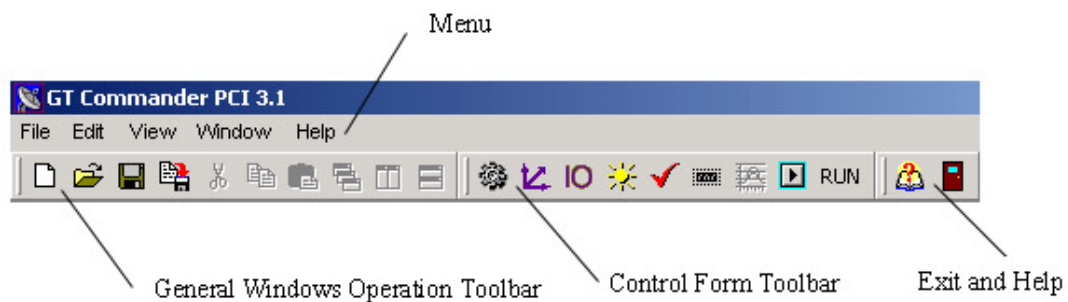 Menu
GT Commander PCI 3.1
File Edit View Window Help
IO RUN
General Windows Operation Toolbar
Control Form Toolbar
Exit and Help